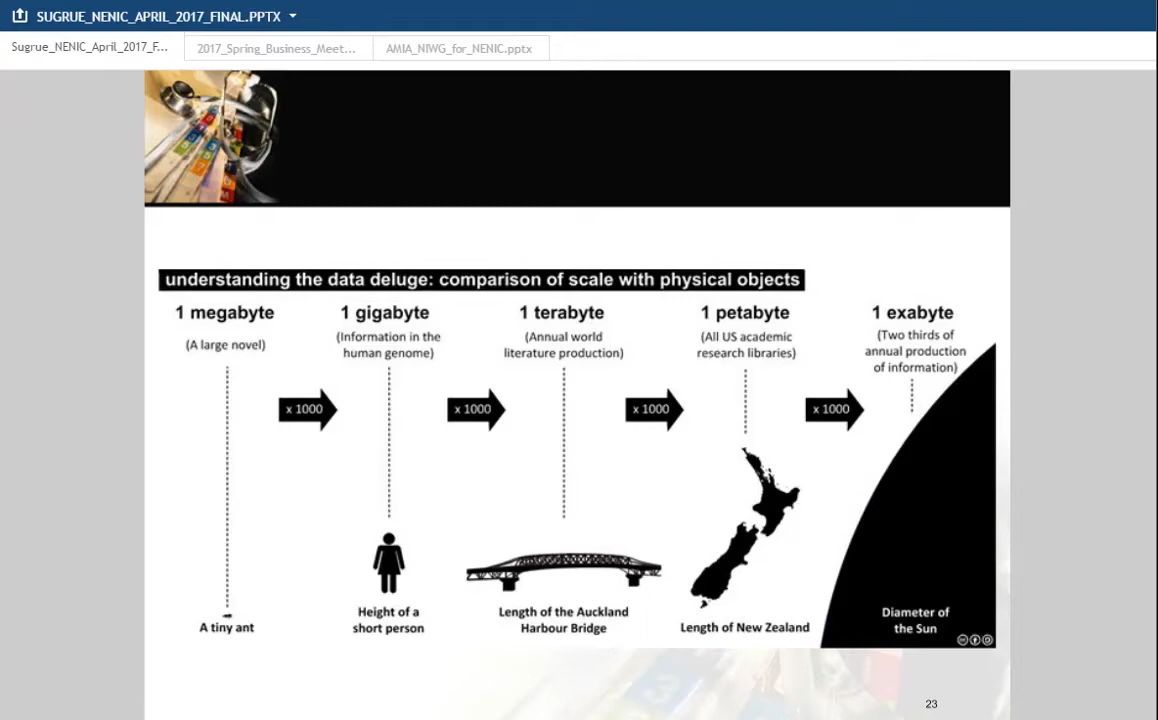 SUGRUE_NENIC_APRIL_2017_FINAL.PPTX
Sugrue_NENIC_April_2017_F...
2017_Spring_Business_Meet...
AMIA_NIWG_for_NENIC.pptx
understanding the data deluge: comparison of scale with physical objects
1 megabyte
(A large novel)
1 gigabyte
(Information in the
human genome)
1 terabyte
(Annual world
literature production)
1 petabyte
(All US academic
research libraries)
1 exabyte
(Two thirds of
annual production
of information)
x 1000
x 1000
x 1000
x 1000
A tiny ant
Height of a
short person
Length of the Auckland
Harbour Bridge
Length of New Zealand
Diameter of
the Sun
23